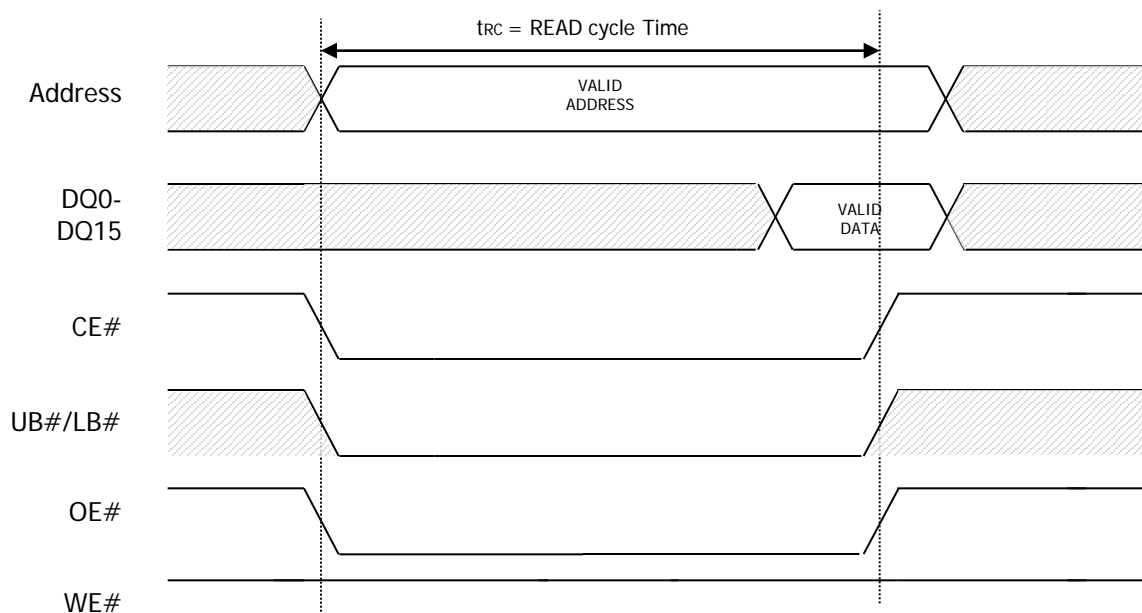 tRC = READ cycle Time
Address
VALID
ADDRESS
DQ0-
DQ15
VALID
DATA
CE#
UB#/LB#
OE#
WE#